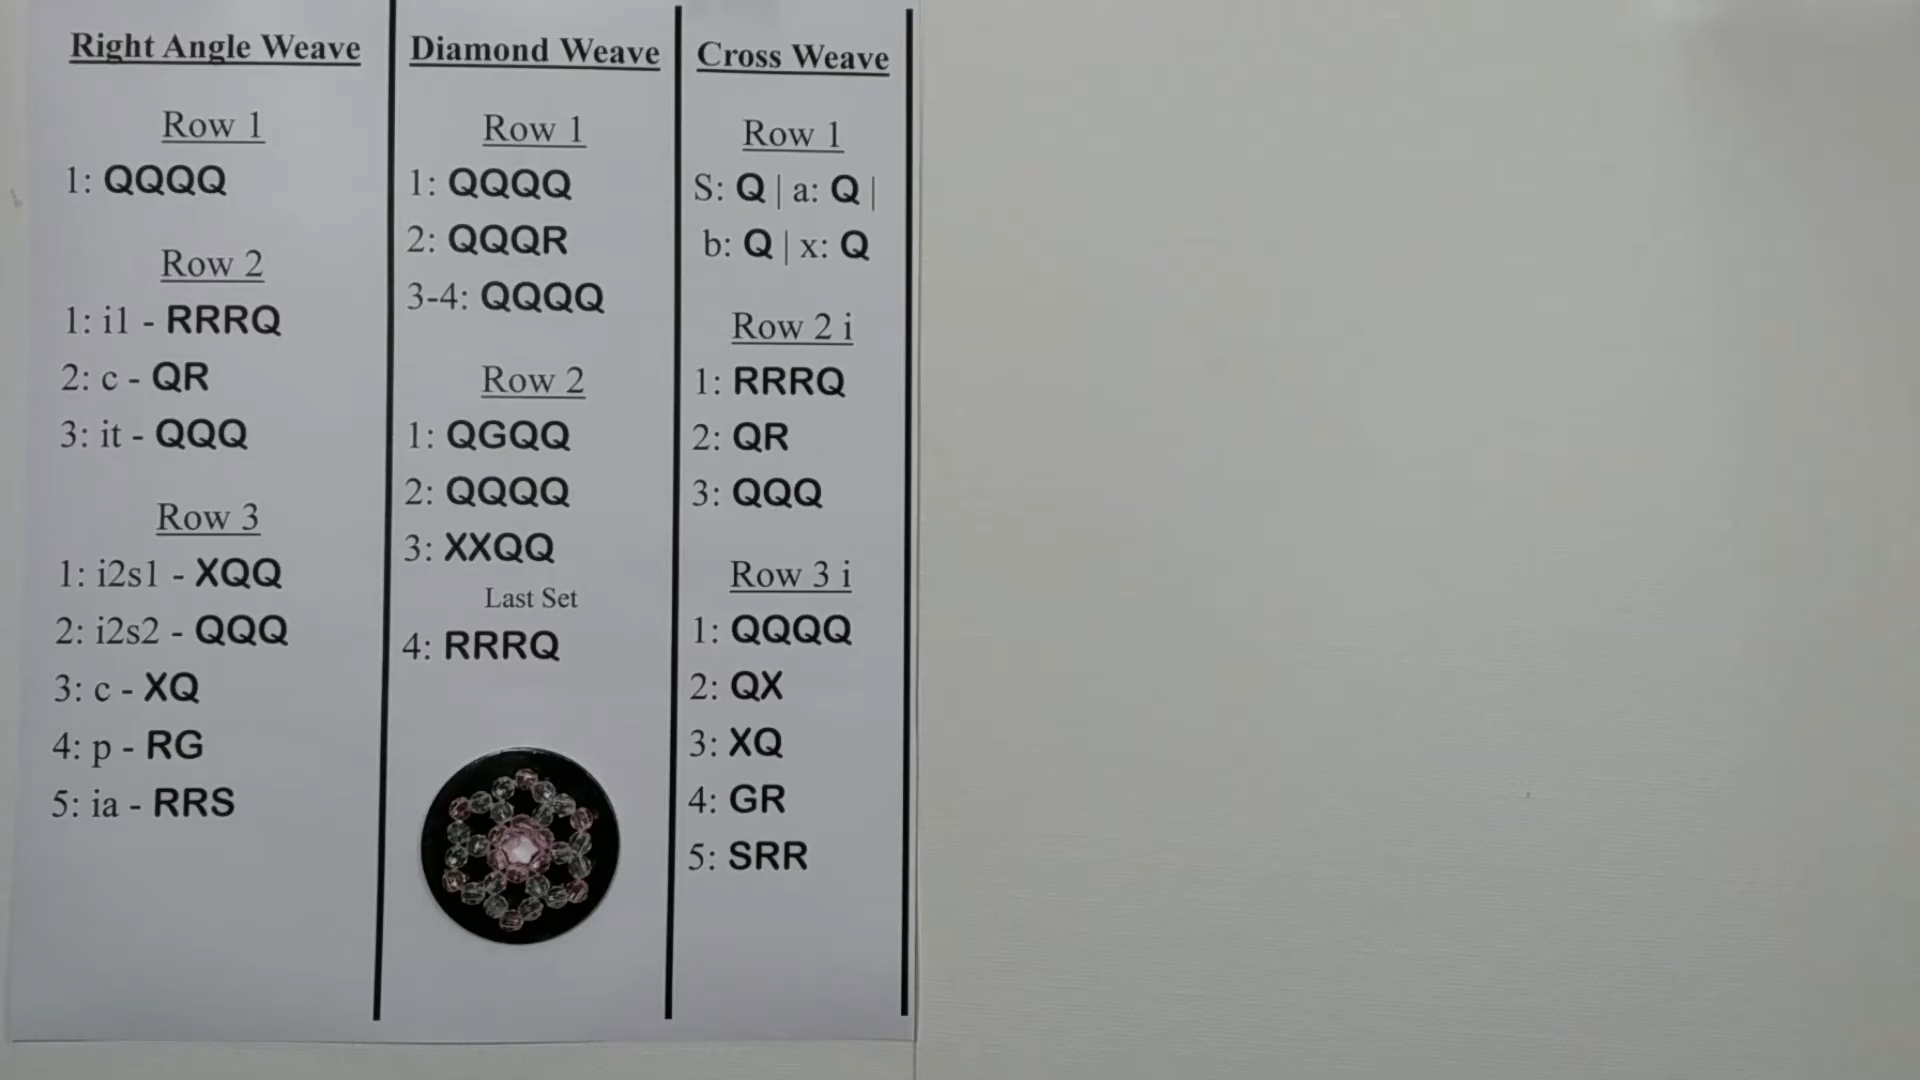 Right Angle Weave
Row 1
1: QQQQ
Row 2
1: i1 - RRRQ
2: c - QR
3: it - QQQ
Row 3
1: i2s1 - XQQ
2: i2s2 - QQQ
3: c - XQ
4: p - RG
5: ia - RRS
Diamond Weave
Row 1
1: QQQQ
2: QQQR
3-4: QQQQ
Row 2
1: QGQQ
2: QQQQ
3: XXQQ
Last Set
4: RRRQ
Cross Weave
Row 1
S: Q | a: Q |
b: Q | x: Q
Row 2 i
1: RRRQ
2: QR
3: QQQ
Row 3 i
1: QQQQ
2: QX
3: XQ
4: GR
5: SRR